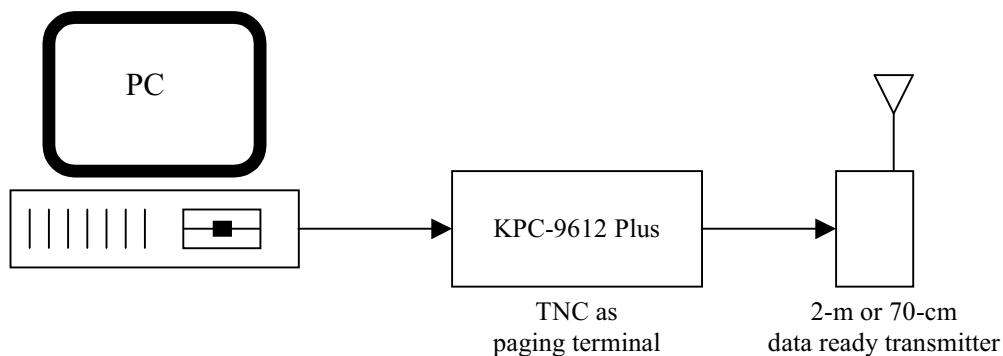 PC
KPC-9612 Plus
TNC as
paging terminal
2-m or 70-cm
data ready transmitter